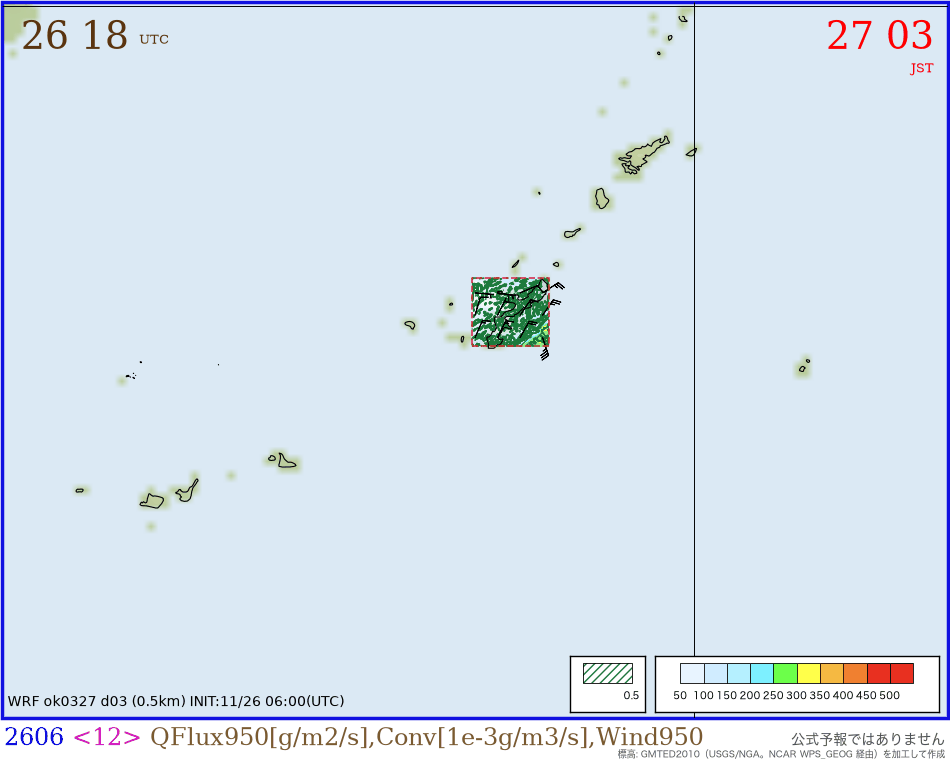 26 18 UTC
27 03
JST
0.5
50 100 150 200 250 300 350 400 450 500
WRF ok0327 d03 (0.5km) INIT:11/26 06:00(UTC)
2606 <12> QFlux950[g/m2/s],Conv[1e-3g/m3/s],Wind950
公式予報ではありません
標高: GMTED2010（USGS/NGA。NCAR WPS_GEOG 経由）を加工して作成